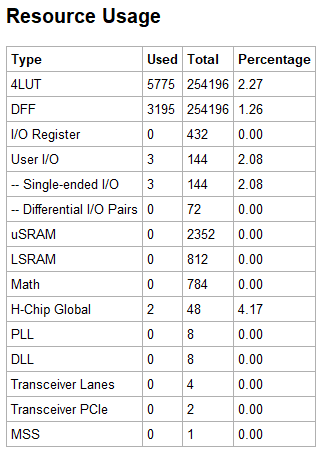 Resource Usage
Type Used Total Percentage
4LUT 5775 254196 2.27
DFF 3195 254196 1.26
I/O Register 0 432 0.00
User I/O 3 144 2.08
-- Single-ended I/O 3 144 2.08
-- Differential I/O Pairs 0 72 0.00
uSRAM 0 2352 0.00
LSRAM 0 812 0.00
Math 0 784 0.00
H-Chip Global 2 48 4.17
PLL 0 8 0.00
DLL 0 8 0.00
Transceiver Lanes 0 4 0.00
Transceiver PCIe 0 2 0.00
MSS 0 1 0.00